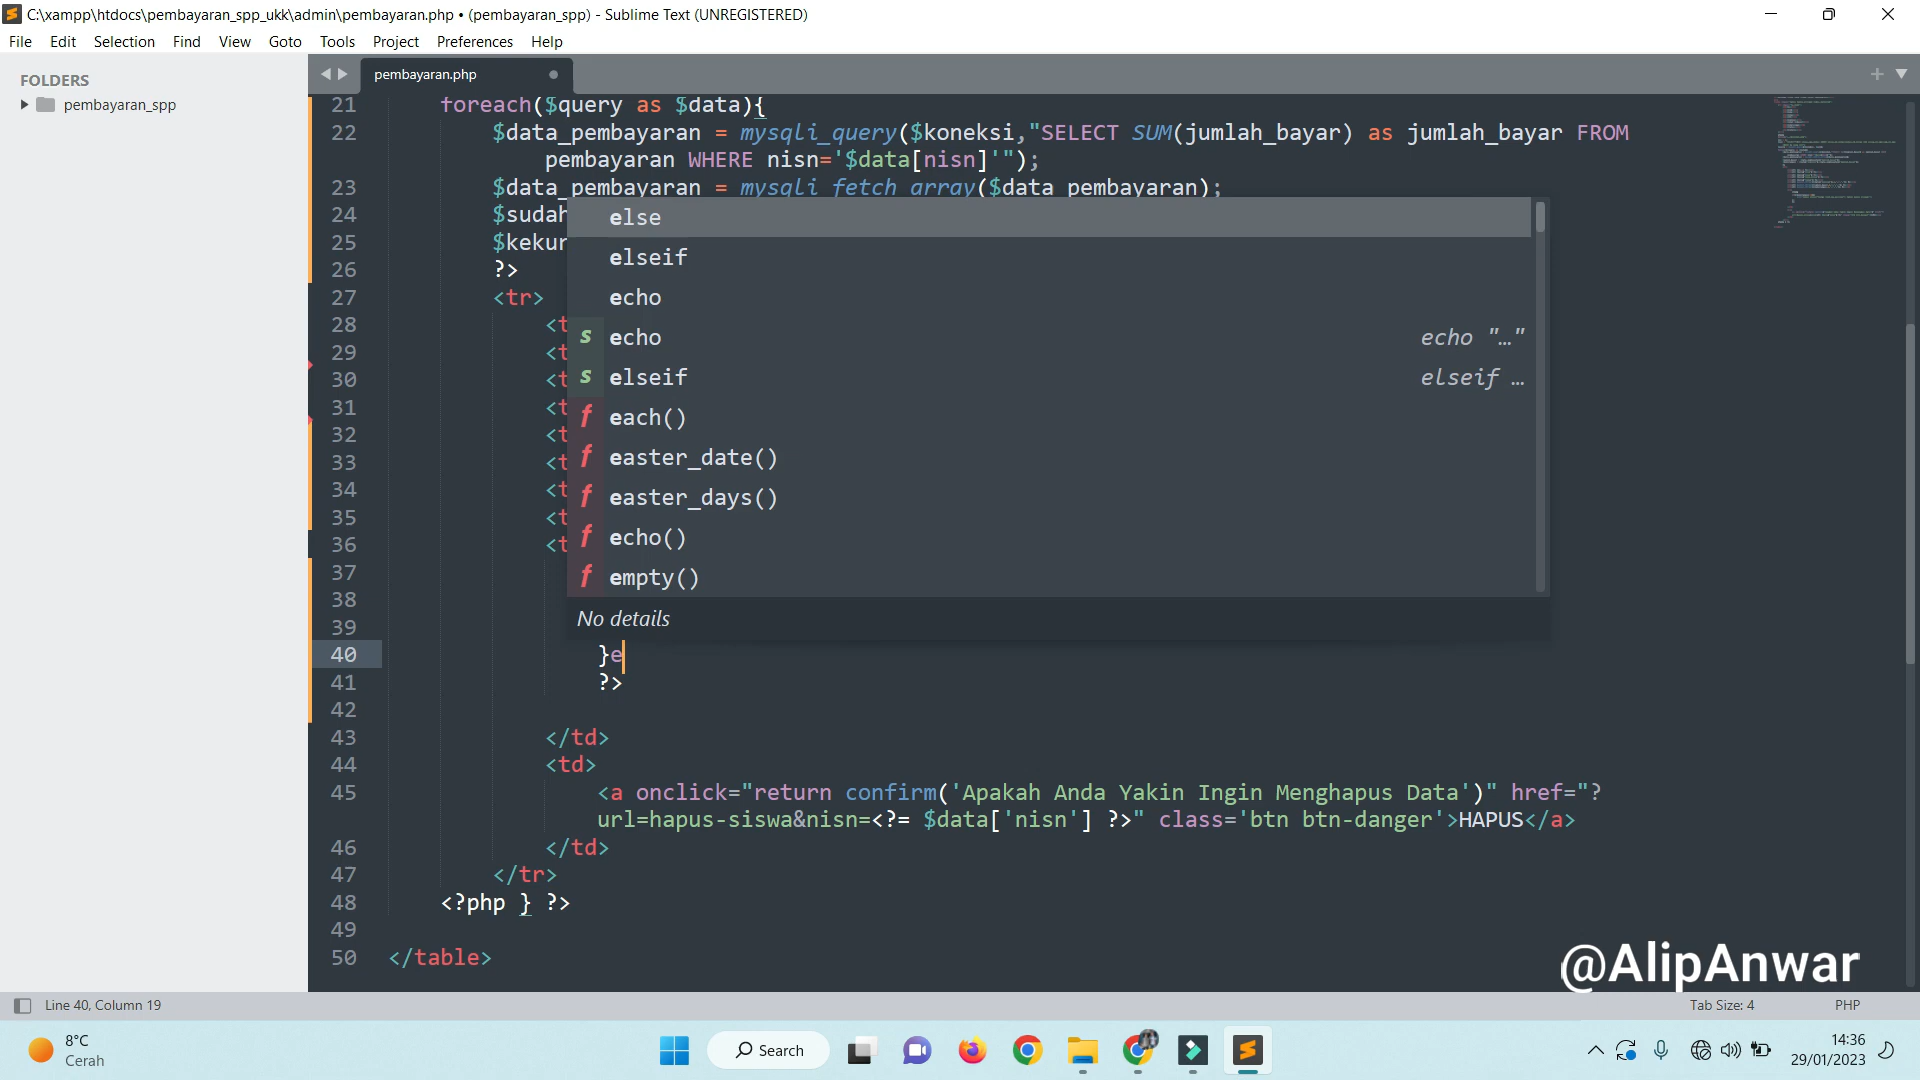 C:\xampp\htdocs\pembayaran_spp_ukk\admin\pembayaran.php • (pembayaran_spp) - Sublime Text (UNREGISTERED)
File Edit Selection Find View Goto Tools Project Preferences Help
FOLDERS
pembayaran_spp
pembayaran.php
21 foreach($query as $data){
22 $data_pembayaran = mysqli_query($koneksi,"SELECT SUM(jumlah_bayar) as jumlah_bayar FROM
pembayaran WHERE nisn='$data[nisn]'");
23 $data_pembayaran = mysqli_fetch_array($data_pembayaran);
24 $sudah
25 $kekur
26 ?>
27 <tr>
28 <t
29 <t
30 <t
31 <t
32 <t
33 <t
34 <t
35 <t
36 <t
37
38
39
else
elseif
echo
s echo echo "…"
s elseif elseif …
f each()
f easter_date()
f easter_days()
f echo()
f empty()
No details
40 }e
41 ?>
42
43 </td>
44 <td>
45 <a onclick="return confirm('Apakah Anda Yakin Ingin Menghapus Data')" href="?
url=hapus-siswa&nisn=<?= $data['nisn'] ?>" class='btn btn-danger'>HAPUS</a>
46 </td>
47 </tr>
48 <?php } ?>
49
50 </table>
@AlipAnwar
Line 40, Column 19 Tab Size: 4 PHP
8°C
Cerah
Search
14:36
29/01/2023